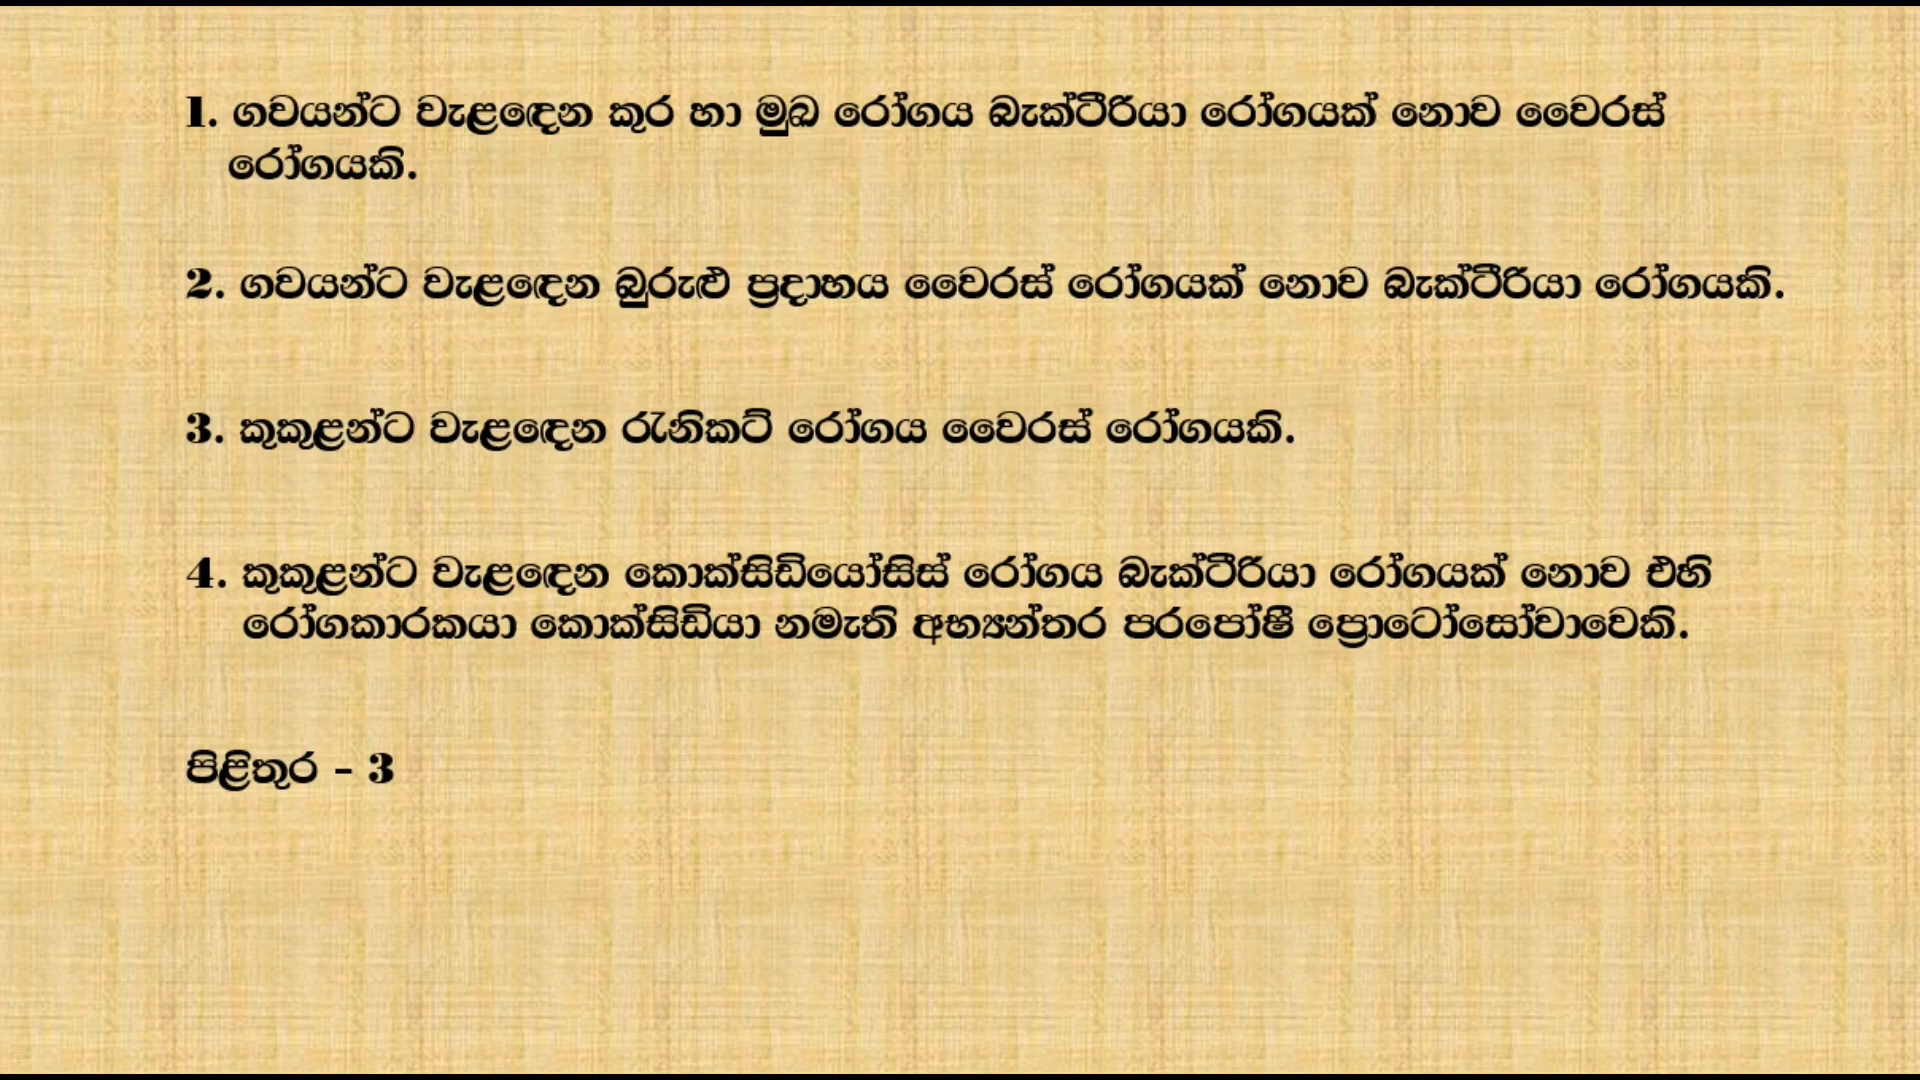 1. ගවයන්ට වැළඳෙන කුර හා මුඛ රෝගය බැක්ටීරියා රෝගයක් නොව වෛරස්
රෝගයකි.
2. ගවයන්ට වැළඳෙන බුරුළු ප්‍රදාහය වෛරස් රෝගයක් නොව බැක්ටීරියා රෝගයකි.
3. කුකුළන්ට වැළඳෙන රැනිකට් රෝගය වෛරස් රෝගයකි.
4. කුකුළන්ට වැළඳෙන කොක්සිඩියෝසිස් රෝගය බැක්ටීරියා රෝගයක් නොව එහි
රෝගකාරකයා කොක්සිඩියා නමැති අභ්‍යන්තර පරපෝෂී ප්‍රොටෝසෝවාවෙකි.
පිළිතුර - 3